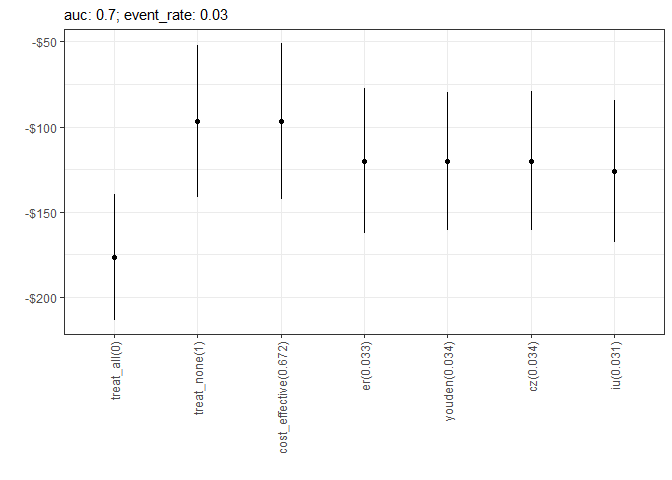 auc: 0.7; event_rate: 0.03
-$50
-$100
-$150
-$200
treat_all(0)
treat_none(1)
cost_effective(0.672)
er(0.033)
youden(0.034)
cz(0.034)
iu(0.031)